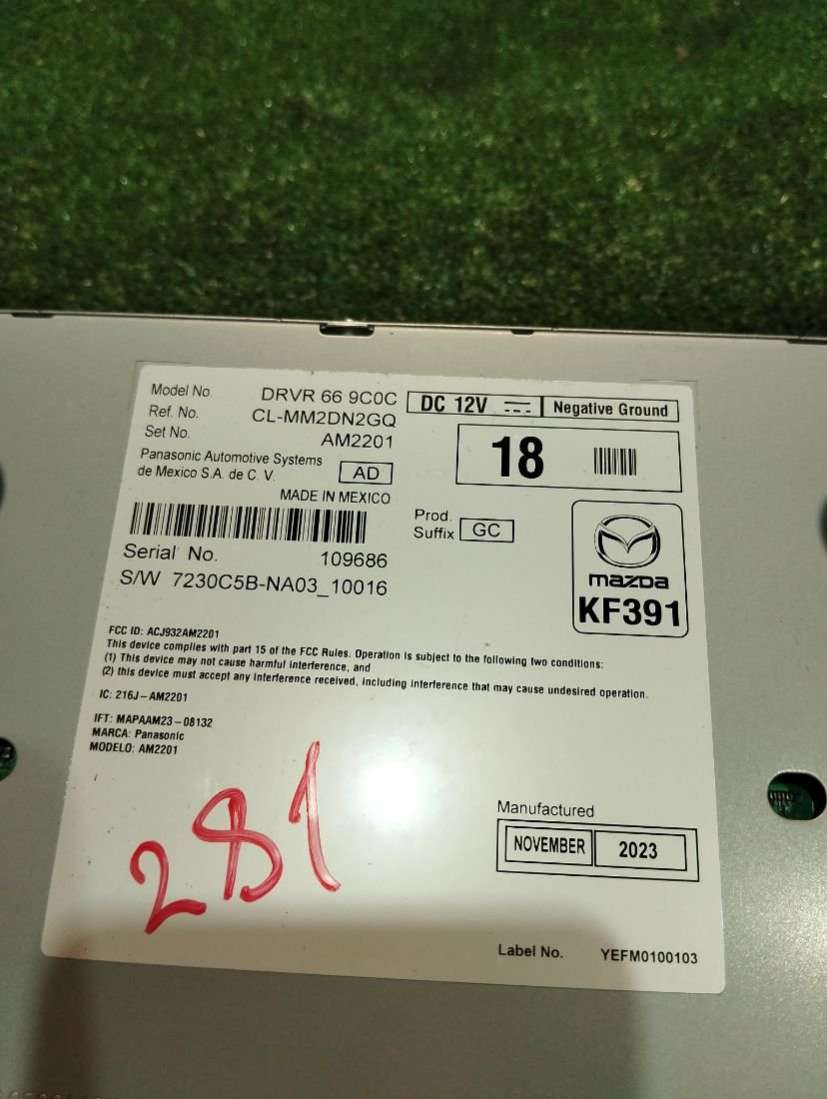 Model No. DRVR 66 9C0C
Ref. No. CL-MM2DN2GQ
Set No. AM2201
Panasonic Automotive Systems
de Mexico S.A. de C. V. AD
MADE IN MEXICO
DC 12V Negative Ground
18
Prod.
Suffix GC
mazda
KF391
Serial No. 109686
S/W 7230C5B-NA03_10016
FCC ID: ACJ932AM2201
This device complies with part 15 of the FCC Rules. Operation is subject to the following two conditions:
(1) This device may not cause harmful interference, and
(2) this device must accept any interference received, including interference that may cause undesired operation.
IC: 216J-AM2201
IFT: MAPAAM23-08132
MARCA: Panasonic
MODELO: AM2201
281
Manufactured
NOVEMBER 2023
Label No. YEFM0100103